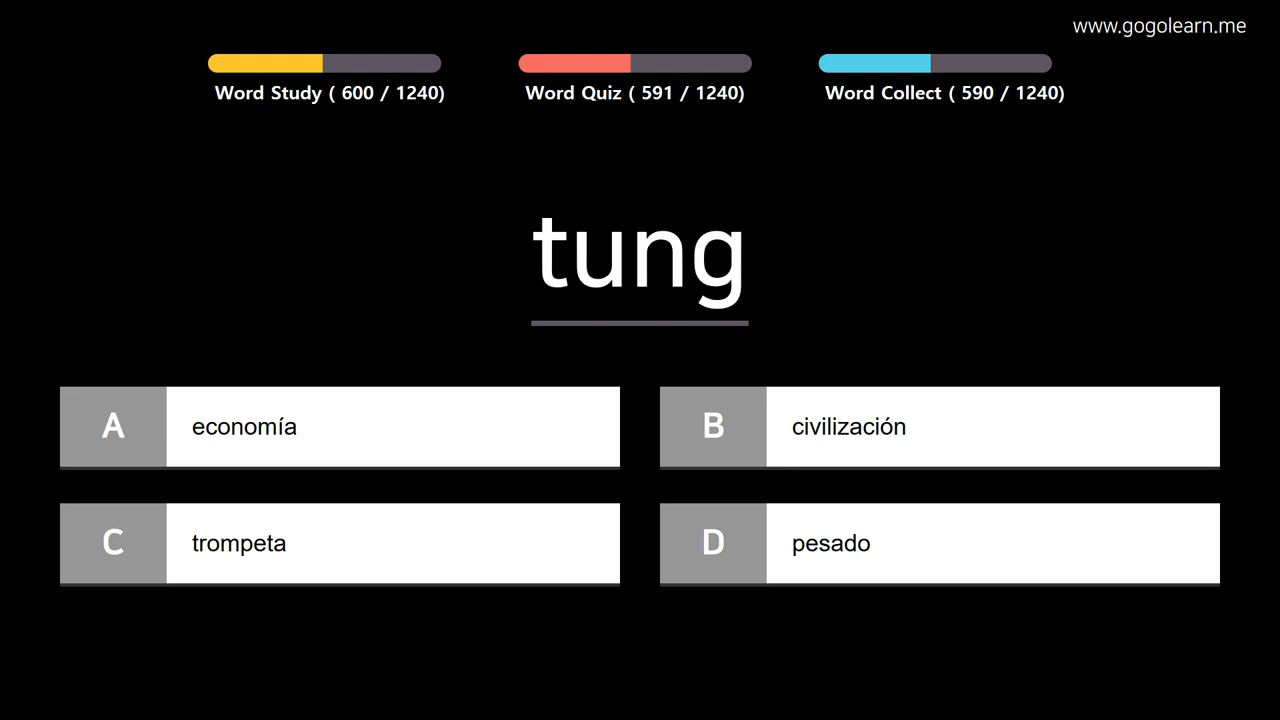 www.gogolearn.me
Word Study ( 600 / 1240)
Word Quiz ( 591 / 1240)
Word Collect ( 590 / 1240)
tung
A economía
B civilización
C trompeta
D pesado